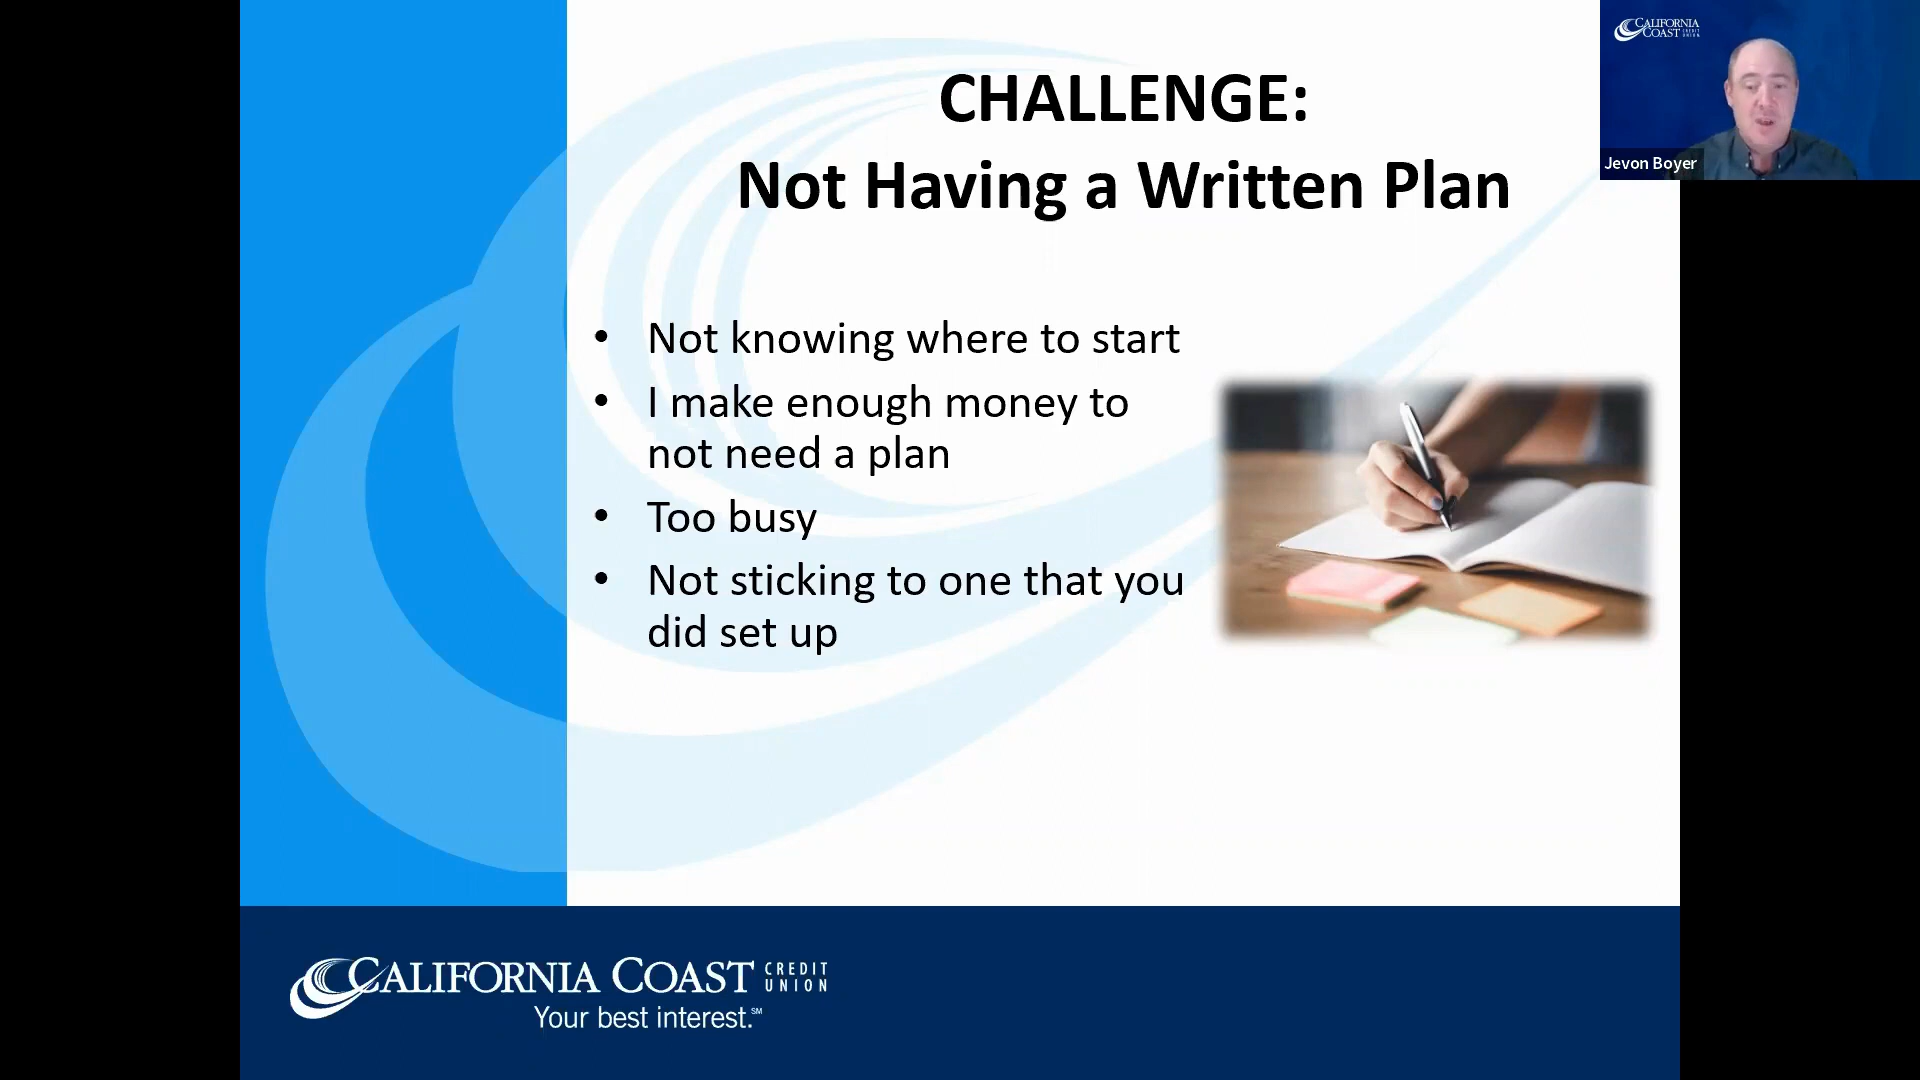 CHALLENGE:
Not Having a Written Plan
• Not knowing where to start
• I make enough money to
not need a plan
• Too busy
• Not sticking to one that you
did set up
CALIFORNIA COAST CREDIT UNION
Your best interest.℠
CALIFORNIA
COAST CREDIT UNION
Jevon Boyer